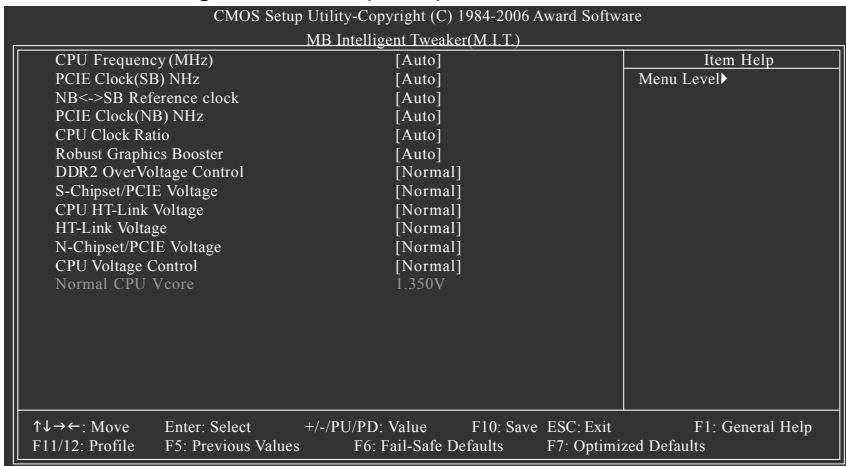 CMOS Setup Utility-Copyright (C) 1984-2006 Award Software
MB Intelligent Tweaker(M.I.T.)
CPU Frequency(MHz) [Auto] Item Help
PCIE Clock(SB) NHz [Auto] Menu Level
NB<->SB Reference clock [Auto]
PCIE Clock(NB) NHz [Auto]
CPU Clock Ratio [Auto]
Robust Graphics Booster [Auto]
DDR2 OverVoltage Control [Normal]
S-Chipset/PCIE Voltage [Normal]
CPU HT-Link Voltage [Normal]
HT-Link Voltage [Normal]
N-Chipset/PCIE Voltage [Normal]
CPU Voltage Control [Normal]
Normal CPU Vcore 1.350V
↑↓→←: Move Enter: Select +/-/PU/PD: Value F10: Save ESC: Exit F1: General Help
F11/12: Profile F5: Previous Values F6: Fail-Safe Defaults F7: Optimized Defaults